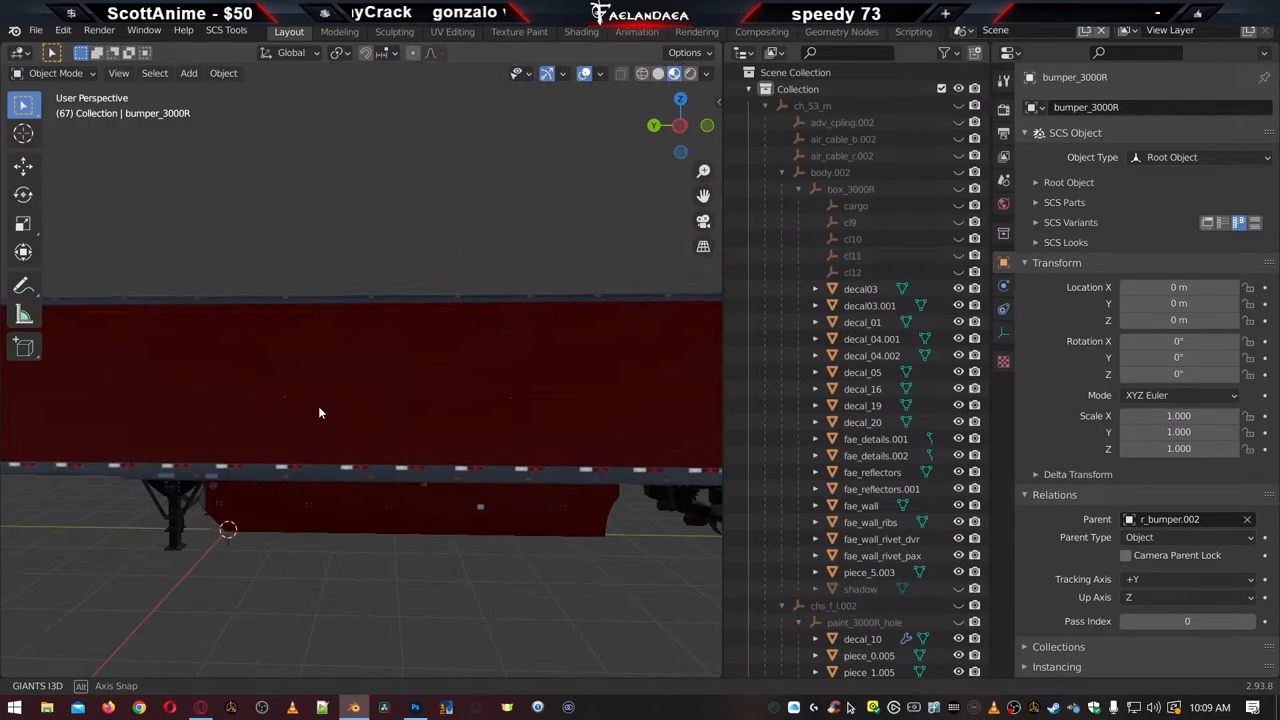 ScottAnime - $50
ayCrack gonzalo
FAELANDAEA
speedy 73
-
File Edit Render Window Help SCS Tools
Layout Modeling Sculpting UV Editing Texture Paint Shading Animation Rendering Compositing Geometry Nodes Scripting
Scene
View Layer
Global
Options
Object Mode View Select Add Object
User Perspective
(67) Collection | bumper_3000R
Z
Y
Scene Collection
Collection
ch_53_m
adv_cpling.002
air_cable_b.002
air_cable_r.002
body.002
box_3000R
cargo
cl9
cl10
cl11
cl12
decal03
decal03.001
decal_01
decal_04.001
decal_04.002
decal_05
decal_16
decal_19
decal_20
fae_details.001
fae_details.002
fae_reflectors
fae_reflectors.001
fae_wall
fae_wall_ribs
fae_wall_rivet_dvr
fae_wall_rivet_pax
piece_5.003
shadow
chs_f_l.002
paint_3000R_hole
decal_10
piece_0.005
piece_1.005
bumper_3000R
bumper_3000R
SCS Object
Object Type Root Object
Root Object
SCS Parts
SCS Variants
SCS Looks
Transform
Location X 0 m
Y 0 m
Z 0 m
Rotation X 0°
Y 0°
Z 0°
Mode XYZ Euler
Scale X 1.000
Y 1.000
Z 1.000
Delta Transform
Relations
Parent r_bumper.002
Parent Type Object
Camera Parent Lock
Tracking Axis +Y
Up Axis Z
Pass Index 0
Collections
Instancing
GIANTS I3D Alt Axis Snap
2.93.8
10:09 AM